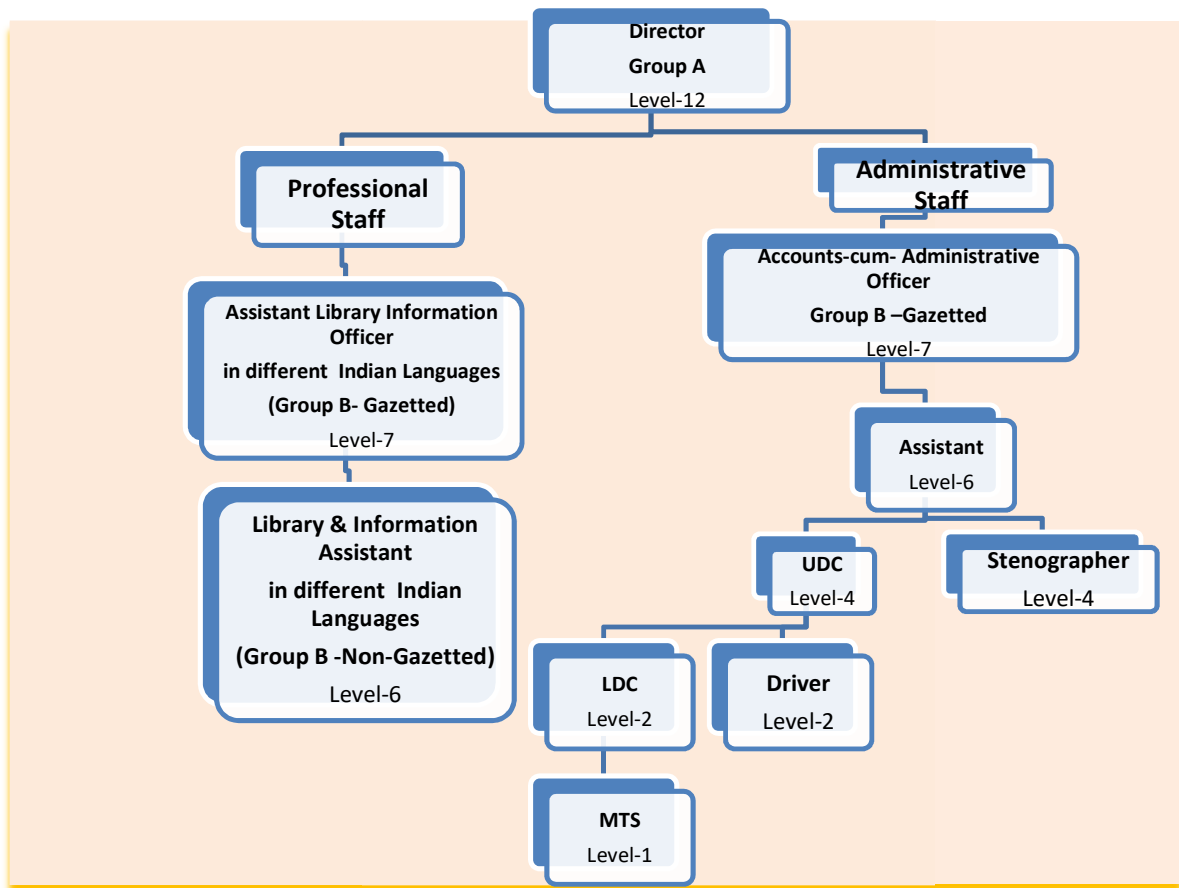 Director
Group A
Level-12
Professional
Staff
Administrative
Staff
Assistant Library Information
Officer
in different Indian Languages
(Group B- Gazetted)
Level-7
Accounts-cum- Administrative
Officer
Group B –Gazetted
Level-7
Library & Information
Assistant
in different Indian
Languages
(Group B -Non-Gazetted)
Level-6
Assistant
Level-6
UDC
Level-4
Stenographer
Level-4
LDC
Level-2
Driver
Level-2
MTS
Level-1